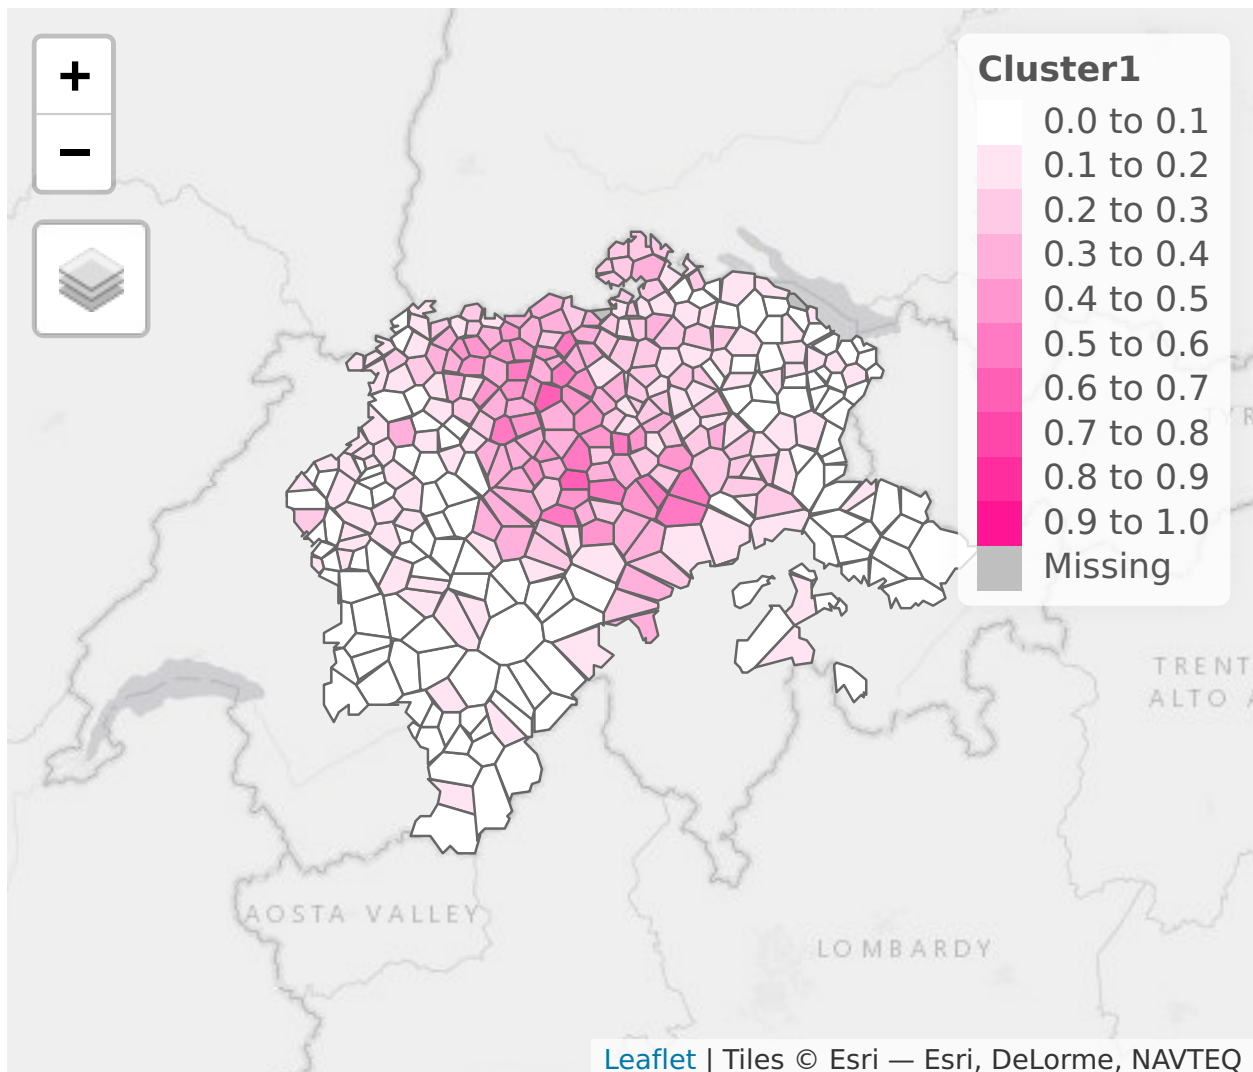 +
−
Cluster1
0.0 to 0.1
0.1 to 0.2
0.2 to 0.3
0.3 to 0.4
0.4 to 0.5
0.5 to 0.6
0.6 to 0.7
0.7 to 0.8
0.8 to 0.9
0.9 to 1.0
Missing
TYR
TRENT
ALTO A
AOSTA VALLEY
LOMBARDY
Leaflet | Tiles © Esri — Esri, DeLorme, NAVTEQ